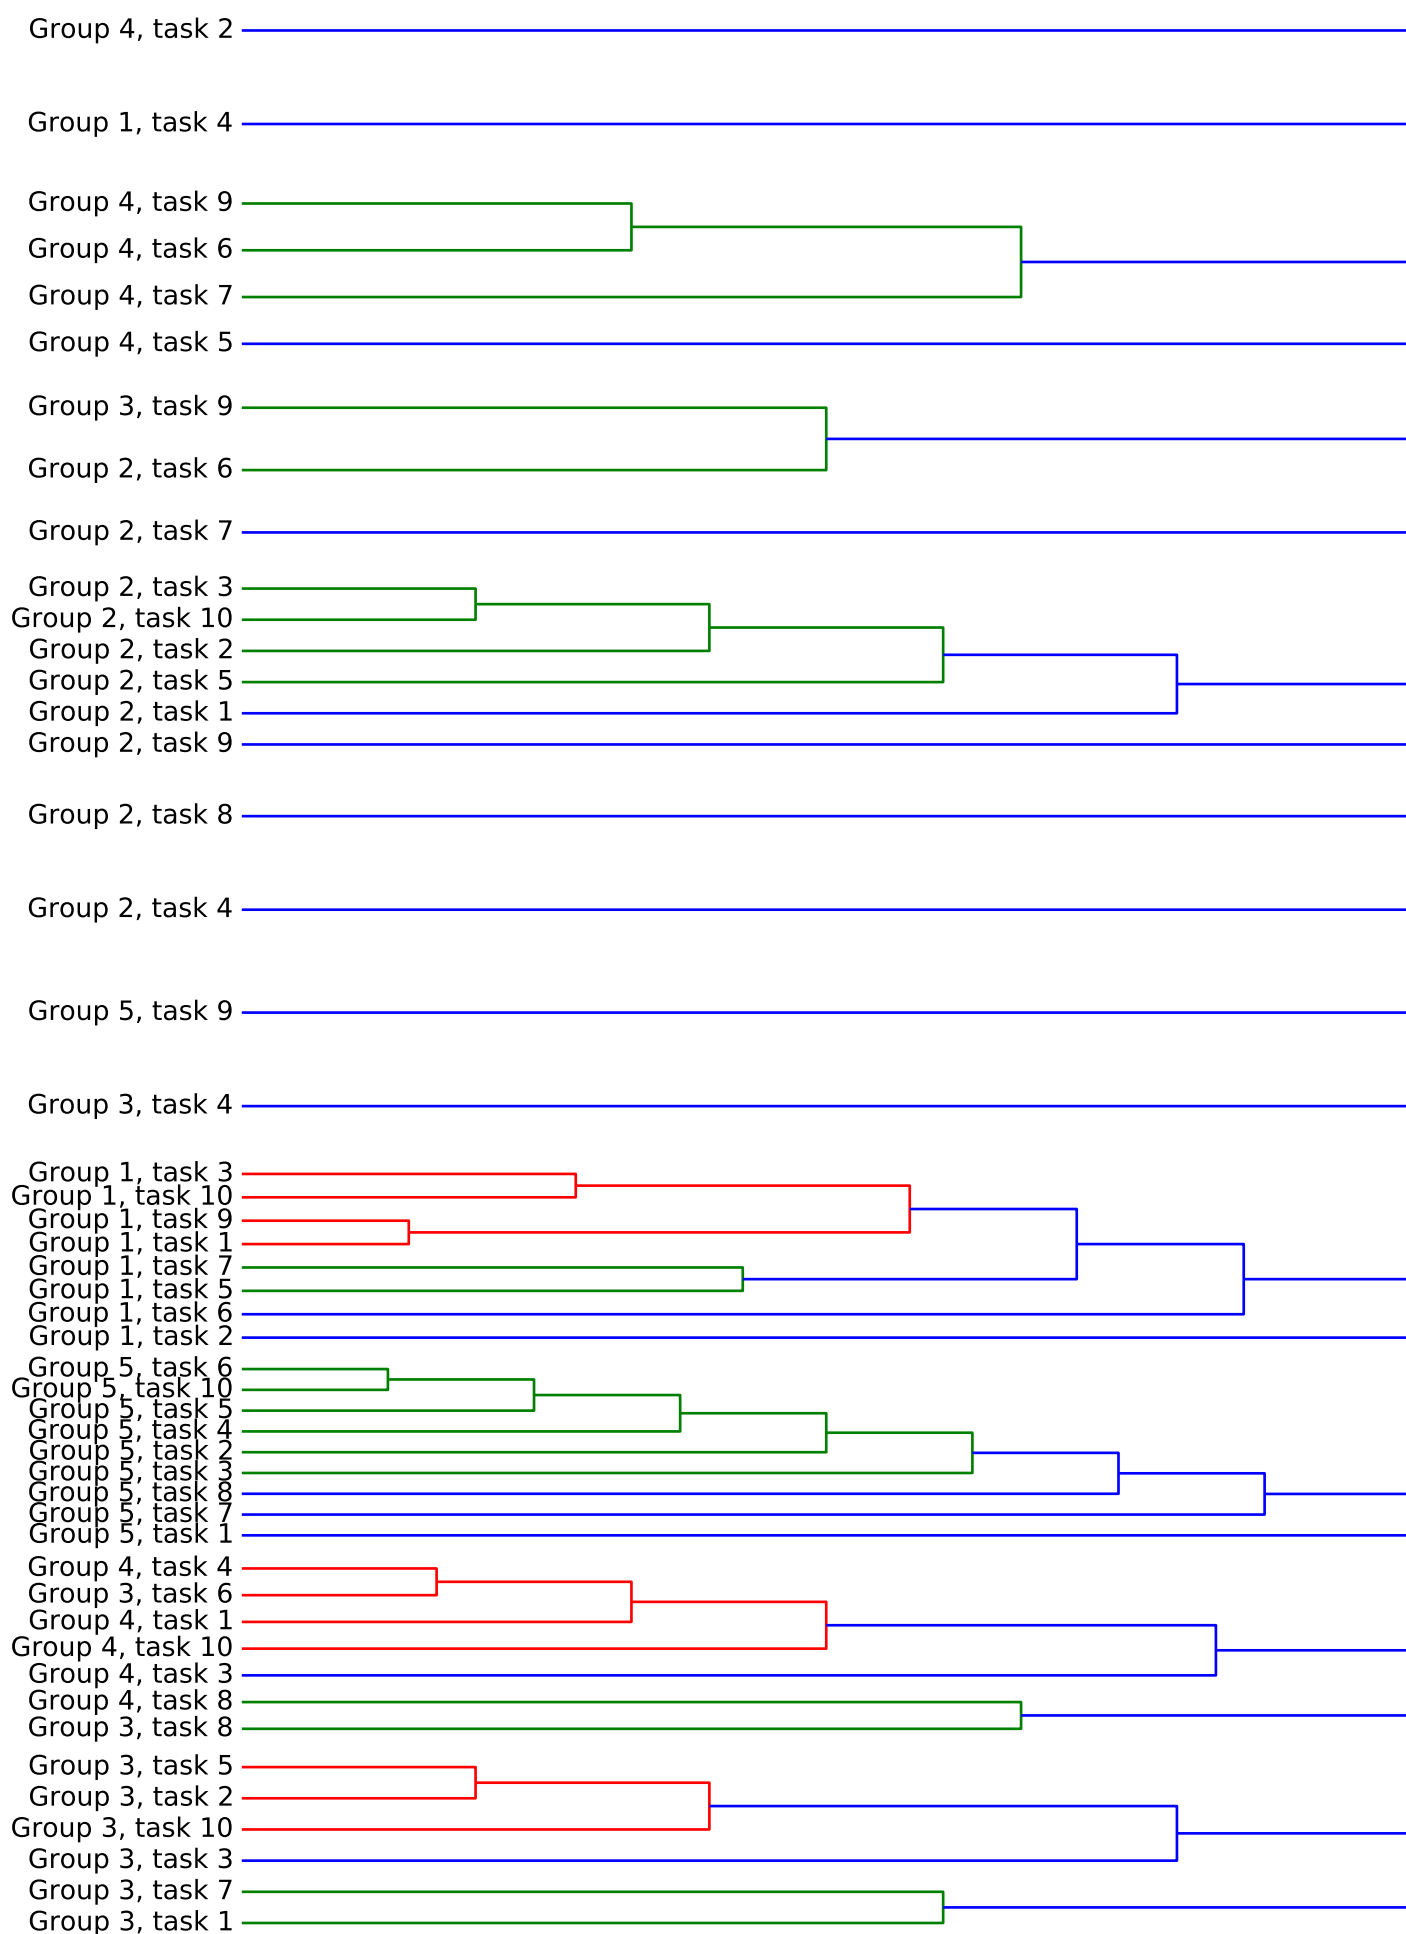 Group 4, task 2
Group 1, task 4
Group 4, task 9
Group 4, task 6
Group 4, task 7
Group 4, task 5
Group 3, task 9
Group 2, task 6
Group 2, task 7
Group 2, task 3
Group 2, task 10
Group 2, task 2
Group 2, task 5
Group 2, task 1
Group 2, task 9
Group 2, task 8
Group 2, task 4
Group 5, task 9
Group 3, task 4
Group 1, task 3
Group 1, task 10
Group 1, task 9
Group 1, task 1
Group 1, task 7
Group 1, task 5
Group 1, task 6
Group 1, task 2
Group 5, task 6
Group 5, task 10
Group 5, task 5
Group 5, task 4
Group 5, task 2
Group 5, task 3
Group 5, task 8
Group 5, task 7
Group 5, task 1
Group 4, task 4
Group 3, task 6
Group 4, task 1
Group 4, task 10
Group 4, task 3
Group 4, task 8
Group 3, task 8
Group 3, task 5
Group 3, task 2
Group 3, task 10
Group 3, task 3
Group 3, task 7
Group 3, task 1